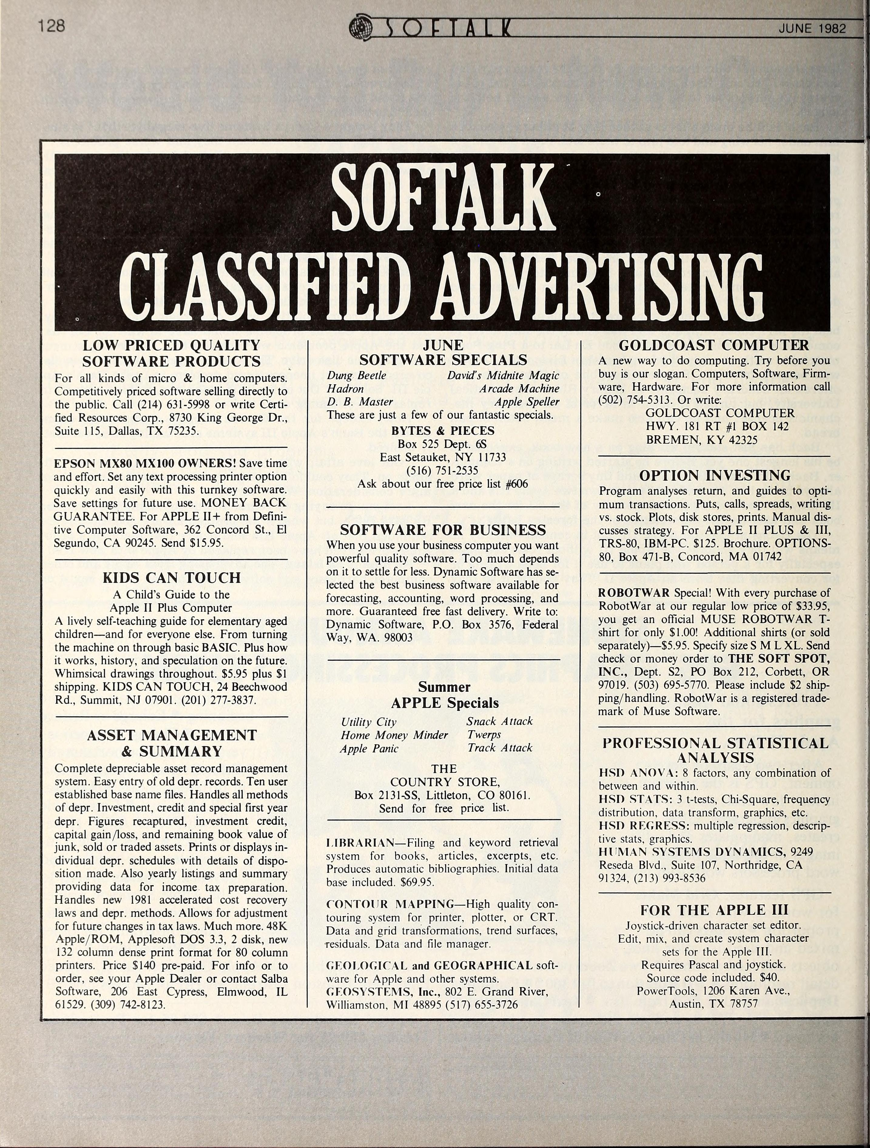 128
SOFTALK
JUNE 1982
SOFTALK
CLASSIFIED ADVERTISING
LOW PRICED QUALITY
SOFTWARE PRODUCTS
For all kinds of micro & home computers.
Competitively priced software selling directly to
the public. Call (214) 631-5998 or write Certi-
fied Resources Corp., 8730 King George Dr.,
Suite 115, Dallas, TX 75235.
EPSON MX80 MX100 OWNERS! Save time
and effort. Set any text processing printer option
quickly and easily with this turnkey software.
Save settings for future use. MONEY BACK
GUARANTEE. For APPLE II+ from Defini-
tive Computer Software, 362 Concord St., El
Segundo, CA 90245. Send $15.95.
KIDS CAN TOUCH
A Child's Guide to the
Apple II Plus Computer
A lively self-teaching guide for elementary aged
children—and for everyone else. From turning
the machine on through basic BASIC. Plus how
it works, history, and speculation on the future.
Whimsical drawings throughout. $5.95 plus $1
shipping. KIDS CAN TOUCH, 24 Beechwood
Rd., Summit, NJ 07901. (201) 277-3837.
ASSET MANAGEMENT
& SUMMARY
Complete depreciable asset record management
system. Easy entry of old depr. records. Ten user
established base name files. Handles all methods
of depr. Investment, credit and special first year
depr. Figures recaptured, investment credit,
capital gain/loss, and remaining book value of
junk, sold or traded assets. Prints or displays in-
dividual depr. schedules with details of dispo-
sition made. Also yearly listings and summary
providing data for income tax preparation.
Handles new 1981 accelerated cost recovery
laws and depr. methods. Allows for adjustment
for future changes in tax laws. Much more. 48K
Apple/ROM, Applesoft DOS 3.3, 2 disk, new
132 column dense print format for 80 column
printers. Price $140 pre-paid. For info or to
order, see your Apple Dealer or contact Salba
Software, 206 East Cypress, Elmwood, IL
61529. (309) 742-8123.
JUNE
SOFTWARE SPECIALS
Dung Beetle David's Midnite Magic
Hadron Arcade Machine
D. B. Master Apple Speller
These are just a few of our fantastic specials.
BYTES & PIECES
Box 525 Dept. 6S
East Setauket, NY 11733
(516) 751-2535
Ask about our free price list #606
SOFTWARE FOR BUSINESS
When you use your business computer you want
powerful quality software. Too much depends
on it to settle for less. Dynamic Software has se-
lected the best business software available for
forecasting, accounting, word processing, and
more. Guaranteed free fast delivery. Write to:
Dynamic Software, P.O. Box 3576, Federal
Way, WA. 98003
Summer
APPLE Specials
Utility City Snack Attack
Home Money Minder Twerps
Apple Panic Track Attack
THE
COUNTRY STORE,
Box 2131-SS, Littleton, CO 80161.
Send for free price list.
LIBRARIAN—Filing and keyword retrieval
system for books, articles, excerpts, etc.
Produces automatic bibliographies. Initial data
base included. $69.95.
CONTOUR MAPPING—High quality con-
touring system for printer, plotter, or CRT.
Data and grid transformations, trend surfaces,
residuals. Data and file manager.
GEOLOGICAL and GEOGRAPHICAL soft-
ware for Apple and other systems.
GEOSYSTEMS, Inc., 802 E. Grand River,
Williamston, MI 48895 (517) 655-3726
GOLDCOAST COMPUTER
A new way to do computing. Try before you
buy is our slogan. Computers, Software, Firm-
ware, Hardware. For more information call
(502) 754-5313. Or write:
GOLDCOAST COMPUTER
HWY. 181 RT #1 BOX 142
BREMEN, KY 42325
OPTION INVESTING
Program analyses return, and guides to opti-
mum transactions. Puts, calls, spreads, writing
vs. stock. Plots, disk stores, prints. Manual dis-
cusses strategy. For APPLE II PLUS & III,
TRS-80, IBM-PC. $125. Brochure. OPTIONS-
80, Box 471-B, Concord, MA 01742
ROBOTWAR Special! With every purchase of
RobotWar at our regular low price of $33.95,
you get an official MUSE ROBOTWAR T-
shirt for only $1.00! Additional shirts (or sold
separately)—$5.95. Specify size S M L XL. Send
check or money order to THE SOFT SPOT,
INC., Dept. S2, PO Box 212, Corbett, OR
97019. (503) 695-5770. Please include $2 ship-
ping/handling. RobotWar is a registered trade-
mark of Muse Software.
PROFESSIONAL STATISTICAL
ANALYSIS
HSD ANOVA: 8 factors, any combination of
between and within.
HSD STATS: 3 t-tests, Chi-Square, frequency
distribution, data transform, graphics, etc.
HSD REGRESS: multiple regression, descrip-
tive stats, graphics.
HUMAN SYSTEMS DYNAMICS, 9249
Reseda Blvd., Suite 107, Northridge, CA
91324, (213) 993-8536
FOR THE APPLE III
Joystick-driven character set editor.
Edit, mix, and create system character
sets for the Apple III.
Requires Pascal and joystick.
Source code included. $40.
PowerTools, 1206 Karen Ave.,
Austin, TX 78757